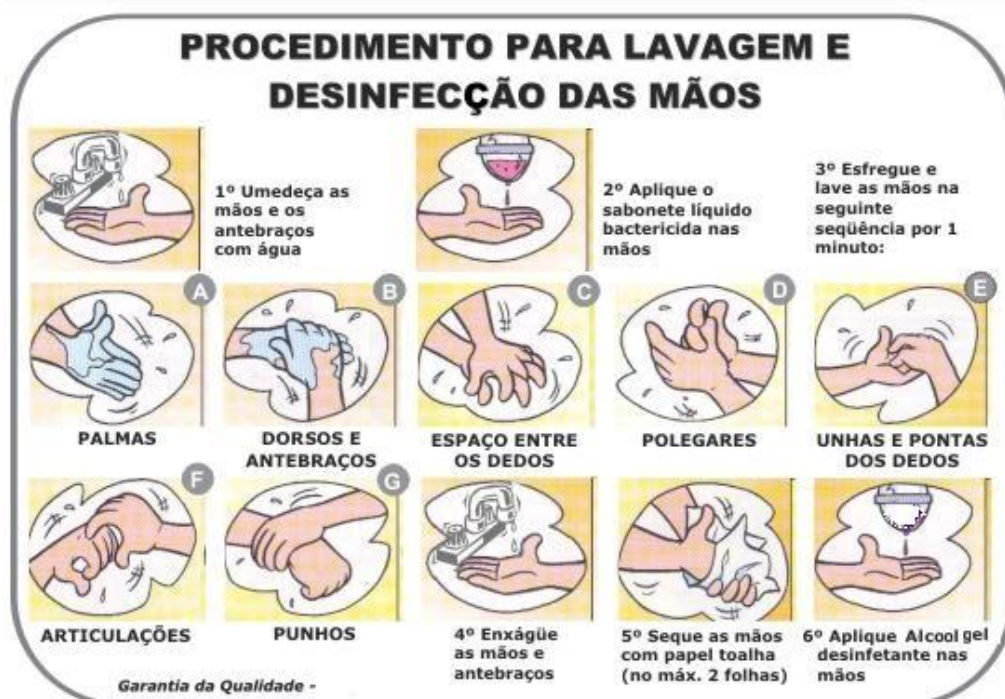 PROCEDIMENTO PARA LAVAGEM E
DESINFECÇÃO DAS MÃOS
1º Umedeça as
mãos e os
antebraços
com água
2º Aplique o
sabonete líquido
bactericida nas
mãos
3º Esfregue e
lave as mãos na
seguinte
seqüência por 1
minuto:
A
PALMAS
B
DORSOS E
ANTEBRAÇOS
C
ESPAÇO ENTRE
OS DEDOS
D
POLEGARES
E
UNHAS E PONTAS
DOS DEDOS
F
ARTICULAÇÕES
G
PUNHOS
4º Enxágüe
as mãos e
antebraços
5º Seque as mãos
com papel toalha
(no máx. 2 folhas)
6º Aplique Alcool gel
desinfetante nas
mãos
Garantia da Qualidade -